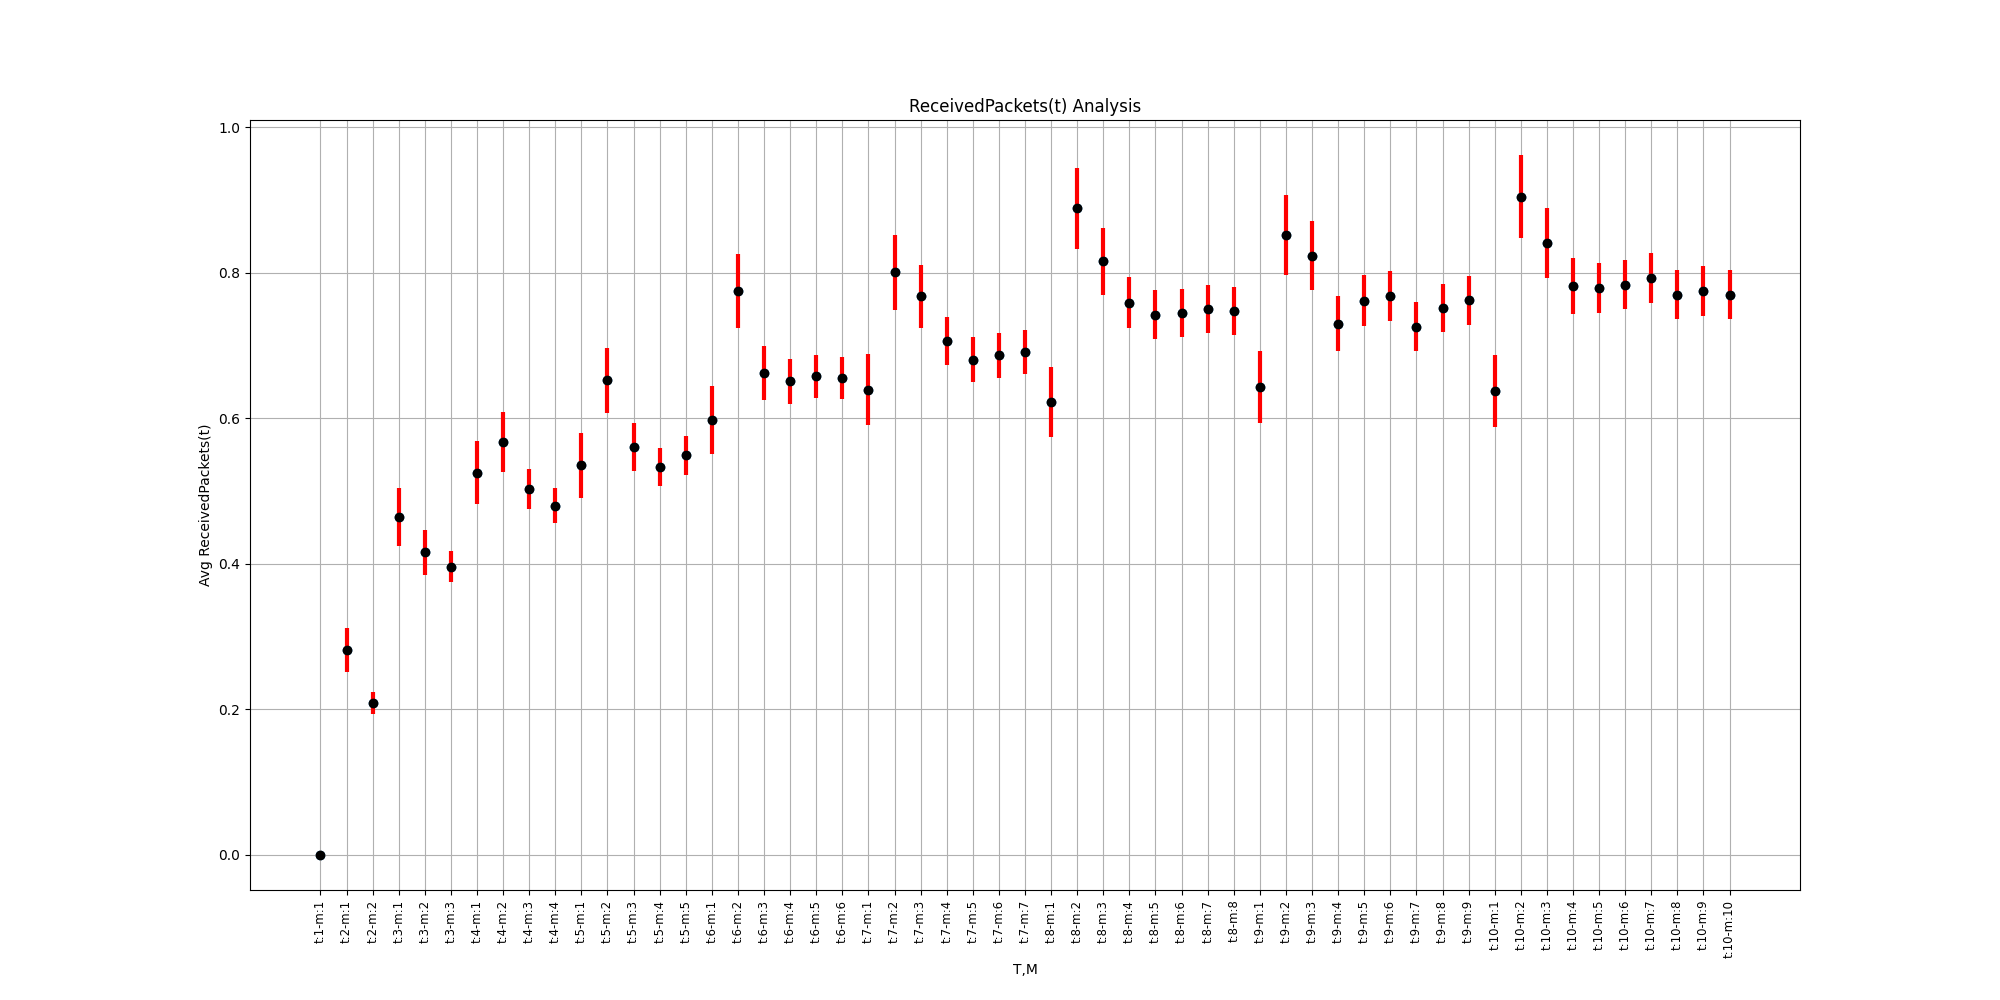 ReceivedPackets(t) Analysis
Avg ReceivedPackets(t)
1.0
0.8
0.6
0.4
0.2
0.0
t:1-m:1
t:2-m:1
t:2-m:2
t:3-m:1
t:3-m:2
t:3-m:3
t:4-m:1
t:4-m:2
t:4-m:3
t:4-m:4
t:5-m:1
t:5-m:2
t:5-m:3
t:5-m:4
t:5-m:5
t:6-m:1
t:6-m:2
t:6-m:3
t:6-m:4
t:6-m:5
t:6-m:6
t:7-m:1
t:7-m:2
t:7-m:3
t:7-m:4
t:7-m:5
t:7-m:6
t:7-m:7
t:8-m:1
t:8-m:2
t:8-m:3
t:8-m:4
t:8-m:5
t:8-m:6
t:8-m:7
t:8-m:8
t:9-m:1
t:9-m:2
t:9-m:3
t:9-m:4
t:9-m:5
t:9-m:6
t:9-m:7
t:9-m:8
t:9-m:9
t:10-m:1
t:10-m:2
t:10-m:3
t:10-m:4
t:10-m:5
t:10-m:6
t:10-m:7
t:10-m:8
t:10-m:9
t:10-m:10
T,M